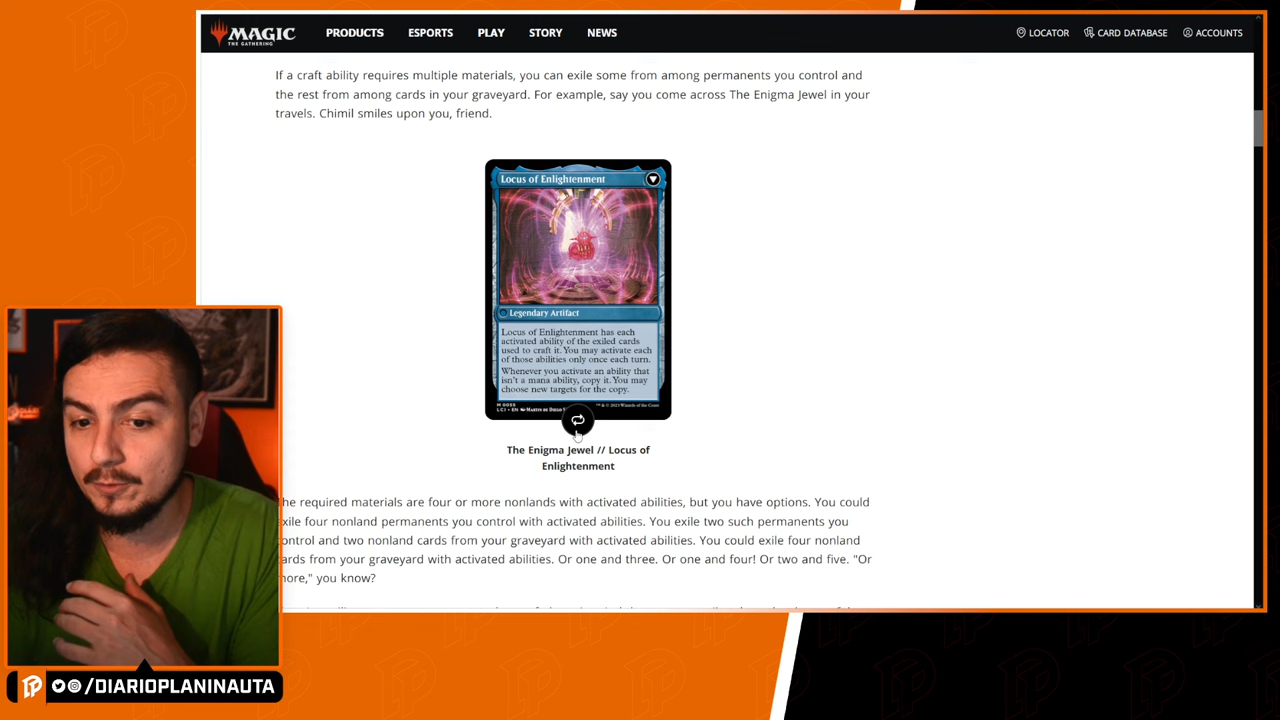 MAGIC
THE GATHERING
PRODUCTS ESPORTS PLAY STORY NEWS LOCATOR CARD DATABASE ACCOUNTS
If a craft ability requires multiple materials, you can exile some from among permanents you control and
the rest from among cards in your graveyard. For example, say you come across The Enigma Jewel in your
travels. Chimil smiles upon you, friend.
Locus of Enlightenment
Legendary Artifact
Locus of Enlightenment has each
activated ability of the exiled cards
used to craft it. You may activate each
of those abilities only once each turn.
Whenever you activate an ability that
isn't a mana ability, copy it. You may
choose new targets for the copy.
LCI • EN
The Enigma Jewel // Locus of
Enlightenment
he required materials are four or more nonlands with activated abilities, but you have options. You could
xile four nonland permanents you control with activated abilities. You exile two such permanents you
ontrol and two nonland cards from your graveyard with activated abilities. You could exile four nonland
ards from your graveyard with activated abilities. Or one and three. Or one and four! Or two and five. "Or
more," you know?
/DIARIOPLANINAUTA